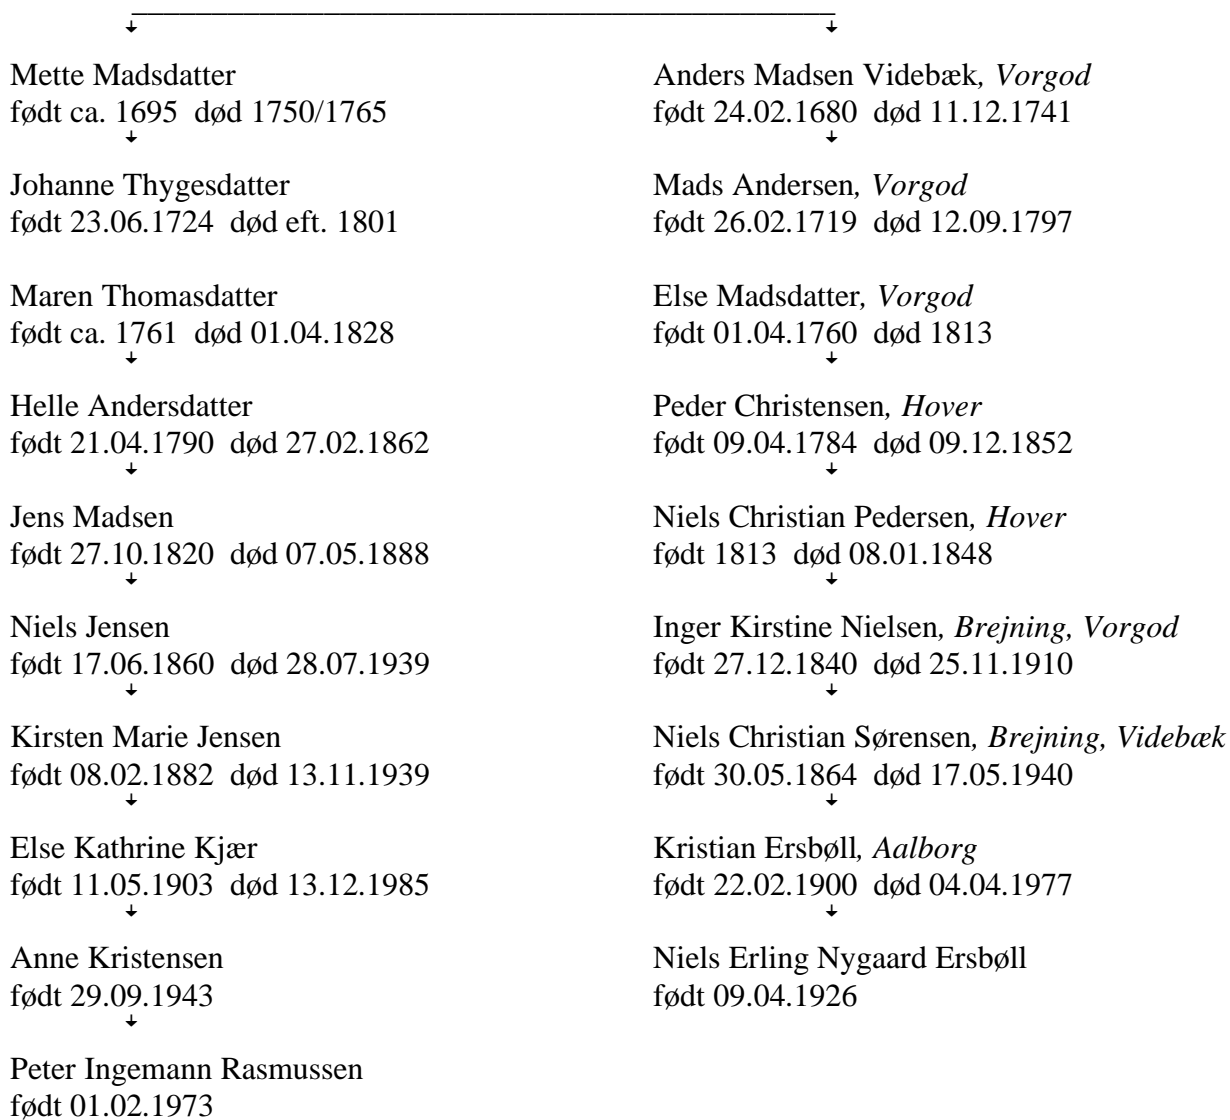 Mette Madsdatter
født ca. 1695 død 1750/1765
Johanne Thygesdatter
født 23.06.1724 død eft. 1801
Maren Thomasdatter
født ca. 1761 død 01.04.1828
Helle Andersdatter
født 21.04.1790 død 27.02.1862
Jens Madsen
født 27.10.1820 død 07.05.1888
Niels Jensen
født 17.06.1860 død 28.07.1939
Kirsten Marie Jensen
født 08.02.1882 død 13.11.1939
Else Kathrine Kjær
født 11.05.1903 død 13.12.1985
Anne Kristensen
født 29.09.1943
Peter Ingemann Rasmussen
født 01.02.1973
Anders Madsen Videbæk, Vorgod
født 24.02.1680 død 11.12.1741
Mads Andersen, Vorgod
født 26.02.1719 død 12.09.1797
Else Madsdatter, Vorgod
født 01.04.1760 død 1813
Peder Christensen, Hover
født 09.04.1784 død 09.12.1852
Niels Christian Pedersen, Hover
født 1813 død 08.01.1848
Inger Kirstine Nielsen, Brejning, Vorgod
født 27.12.1840 død 25.11.1910
Niels Christian Sørensen, Brejning, Videbæk
født 30.05.1864 død 17.05.1940
Kristian Ersbøll, Aalborg
født 22.02.1900 død 04.04.1977
Niels Erling Nygaard Ersbøll
født 09.04.1926